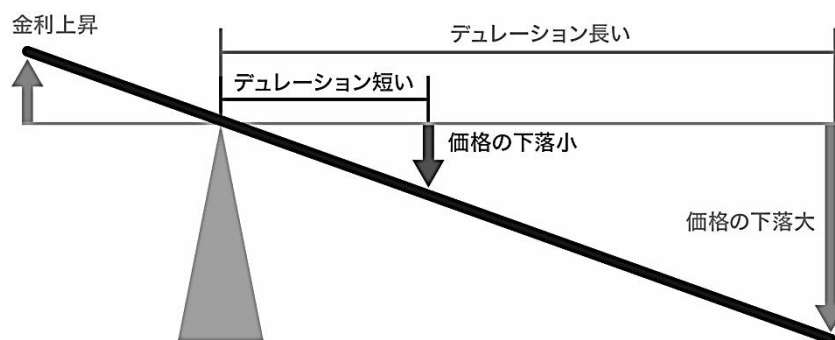 金利上昇
デュレーション長い
デュレーション短い
価格の下落小
価格の下落大